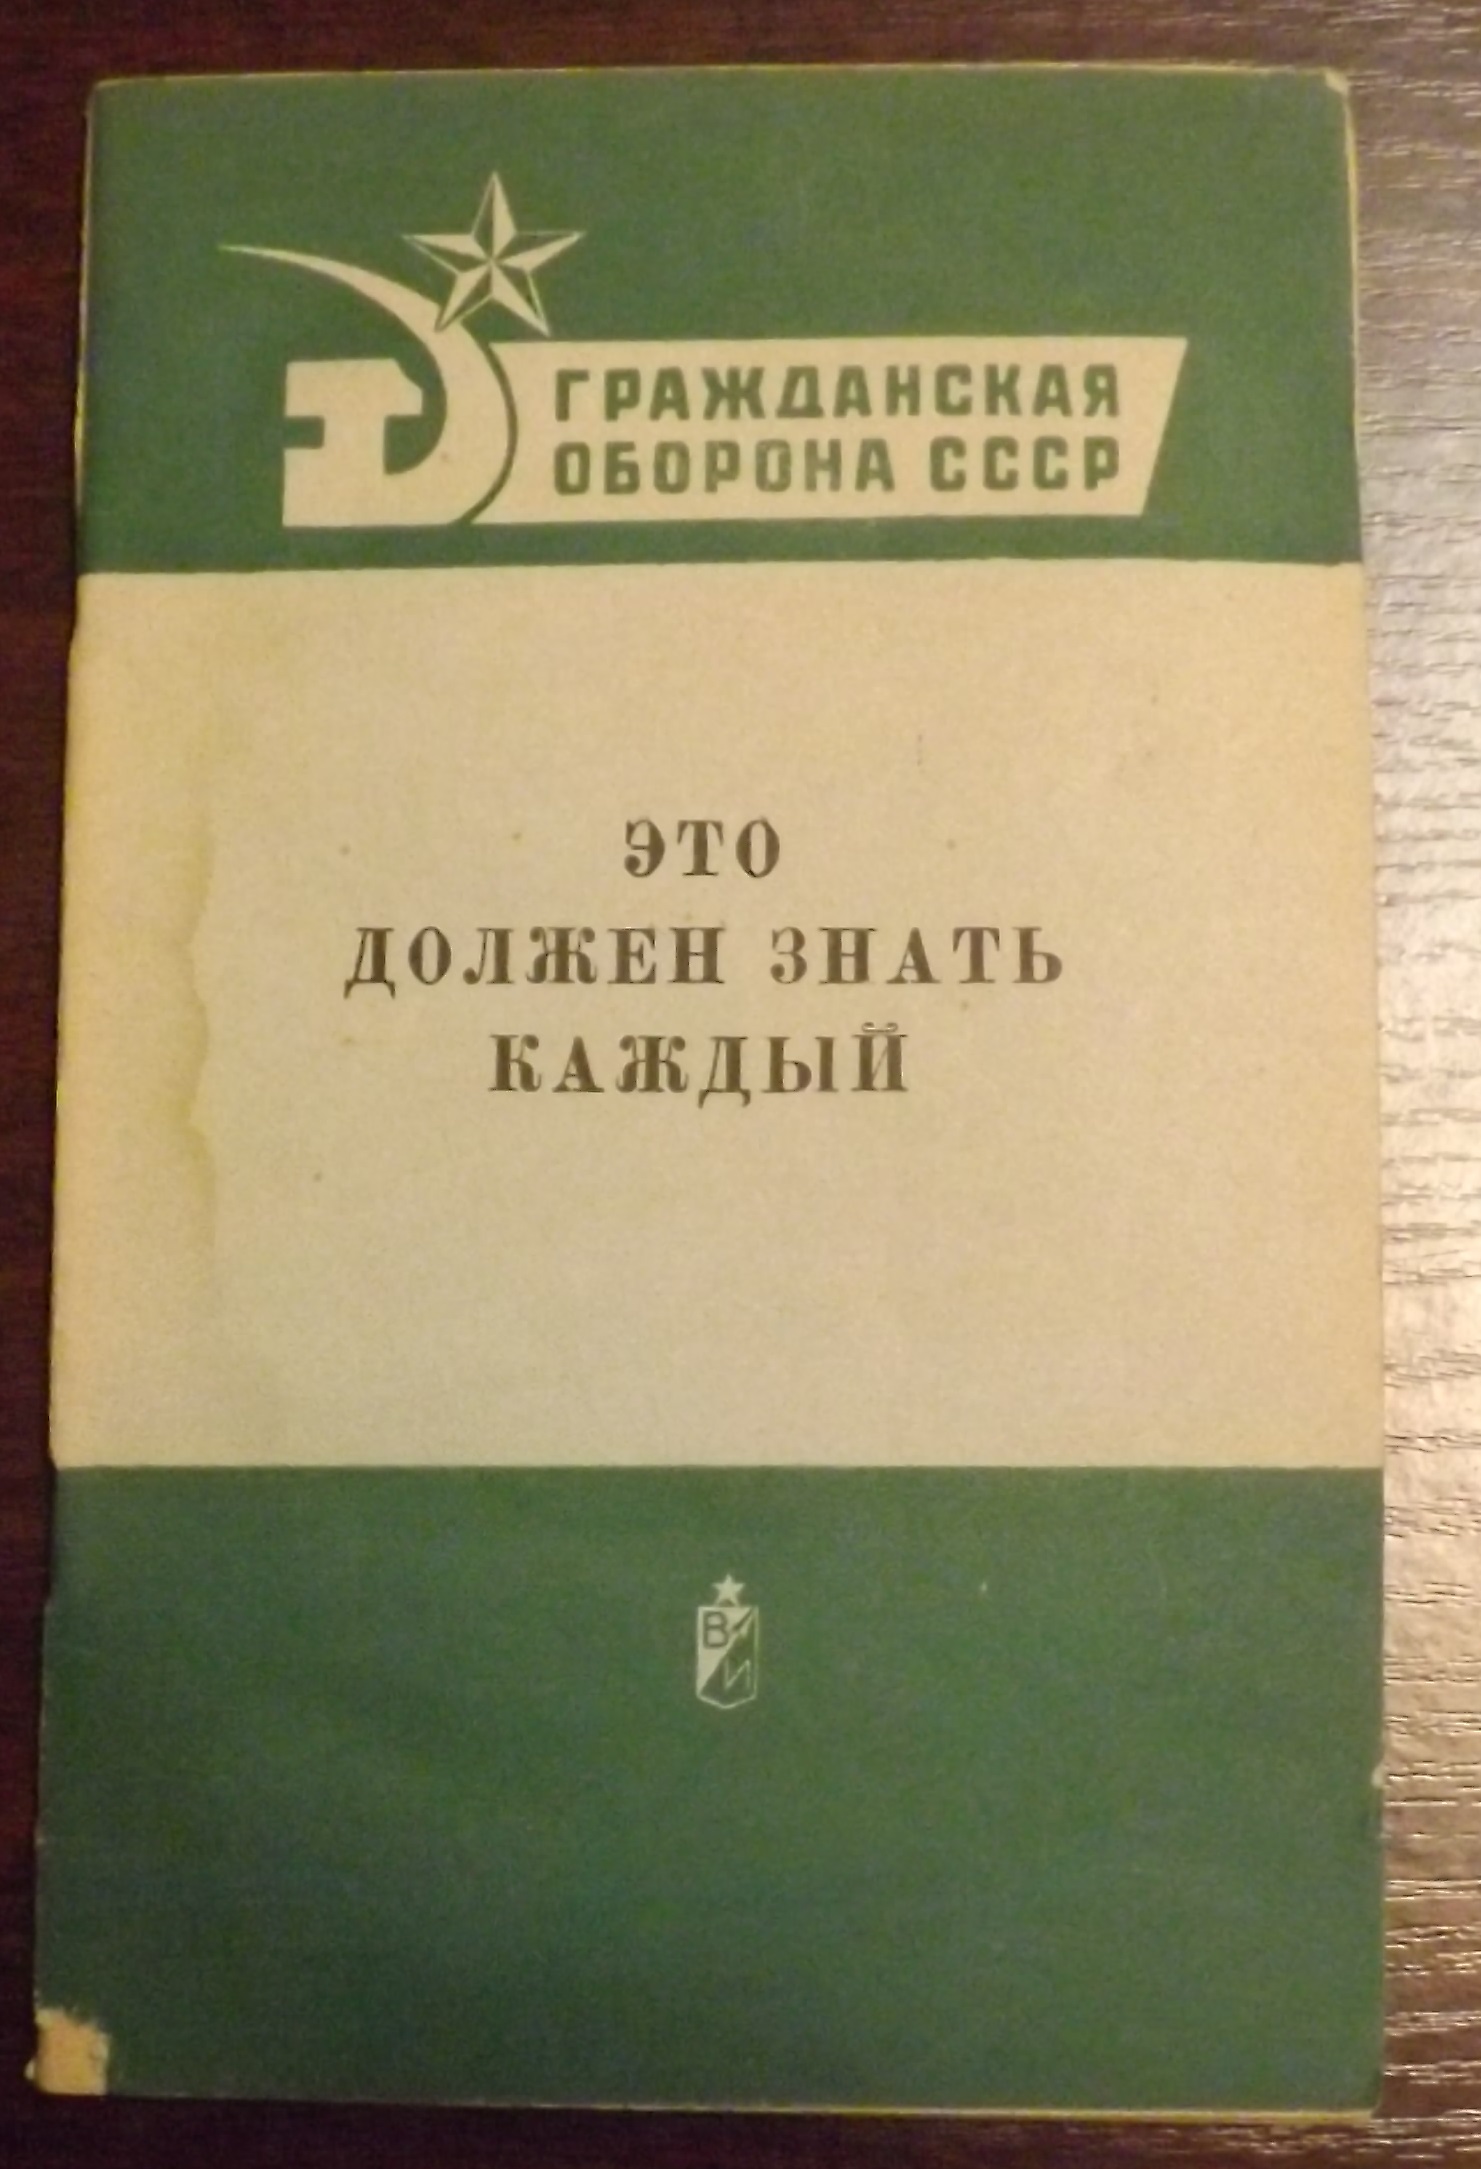 ГРАЖДАНСКАЯ
ОБОРОНА СССР
ЭТО
ДОЛЖЕН ЗНАТЬ
КАЖДЫЙ
В
И